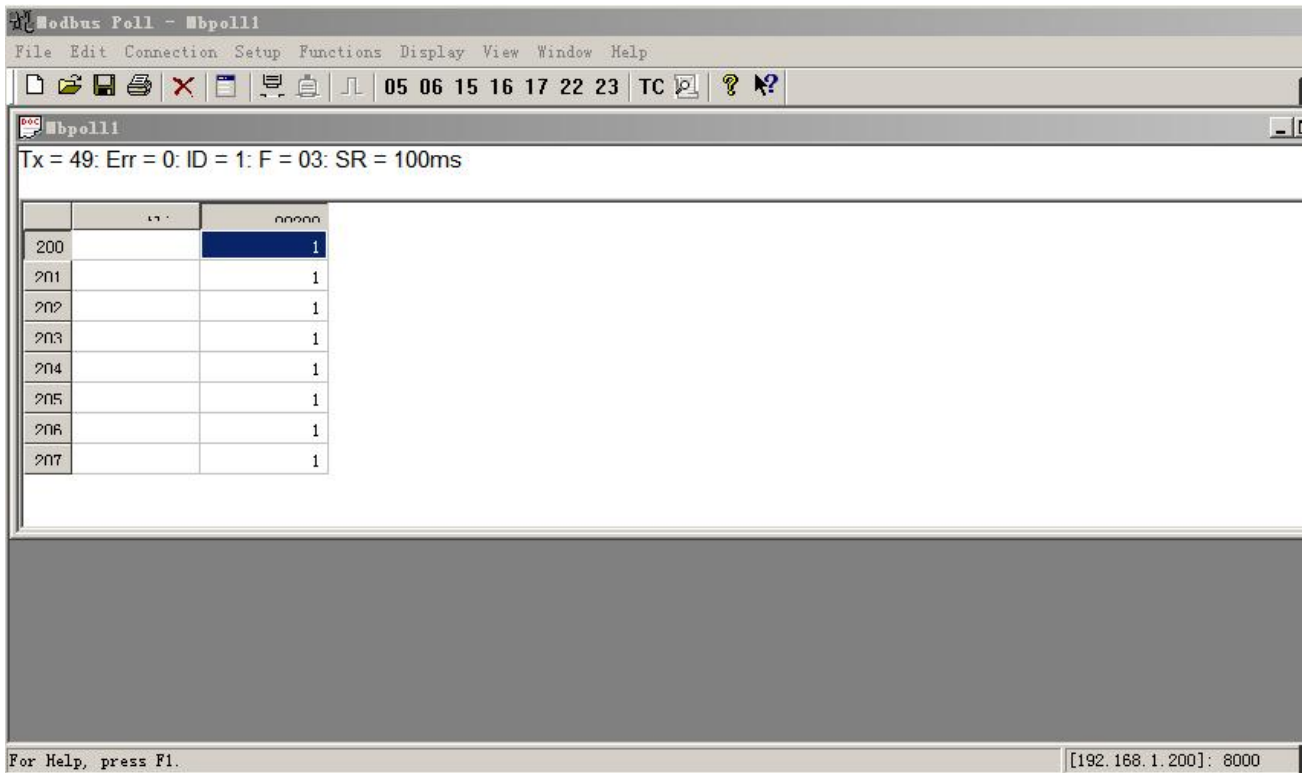 Modbus Poll - Mbpoll1
File Edit Connection Setup Functions Display View Window Help
05 06 15 16 17 22 23 TC
DOC Mbpoll1
Tx = 49: Err = 0: ID = 1: F = 03: SR = 100ms
00200
200 1
201 1
202 1
203 1
204 1
205 1
206 1
207 1
For Help, press F1.
[192.168.1.200]: 8000